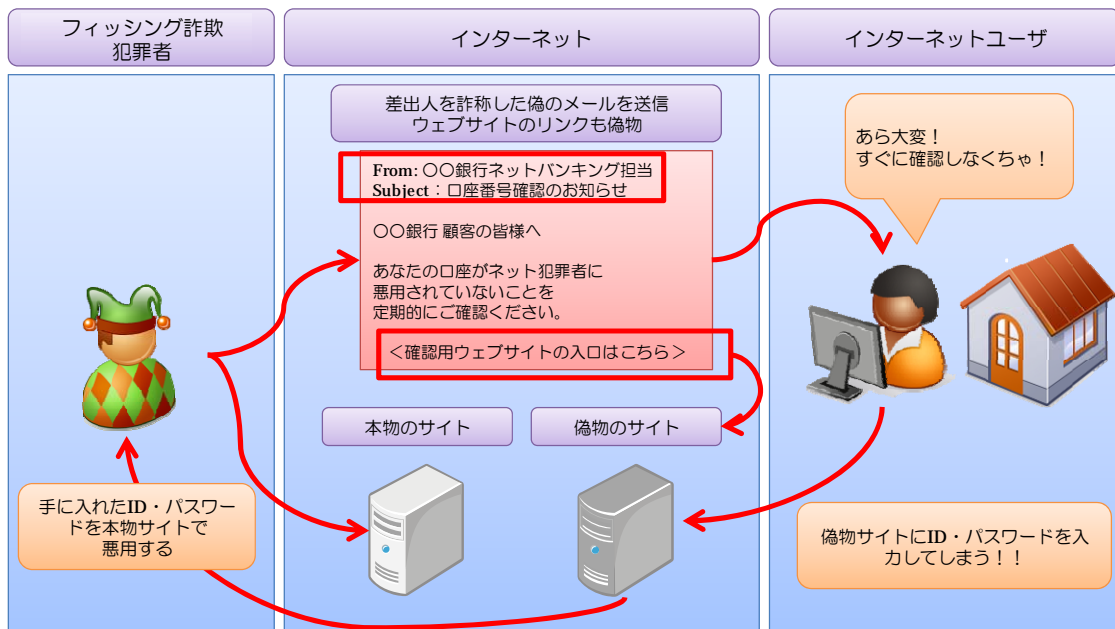 フィッシング詐欺
犯罪者
インターネット
インターネットユーザ
差出人を詐称した偽のメールを送信
ウェブサイトのリンクも偽物
From: 〇〇銀行ネットバンキング担当
Subject：口座番号確認のお知らせ
〇〇銀行 顧客の皆様へ
あなたの口座がネット犯罪者に
悪用されていないことを
定期的にご確認ください。
＜確認用ウェブサイトの入口はこちら＞
あら大変！
すぐに確認しなくちゃ！
本物のサイト
偽物のサイト
手に入れたID・パスワー
ドを本物サイトで
悪用する
偽物サイトにID・パスワードを入
力してしまう！！